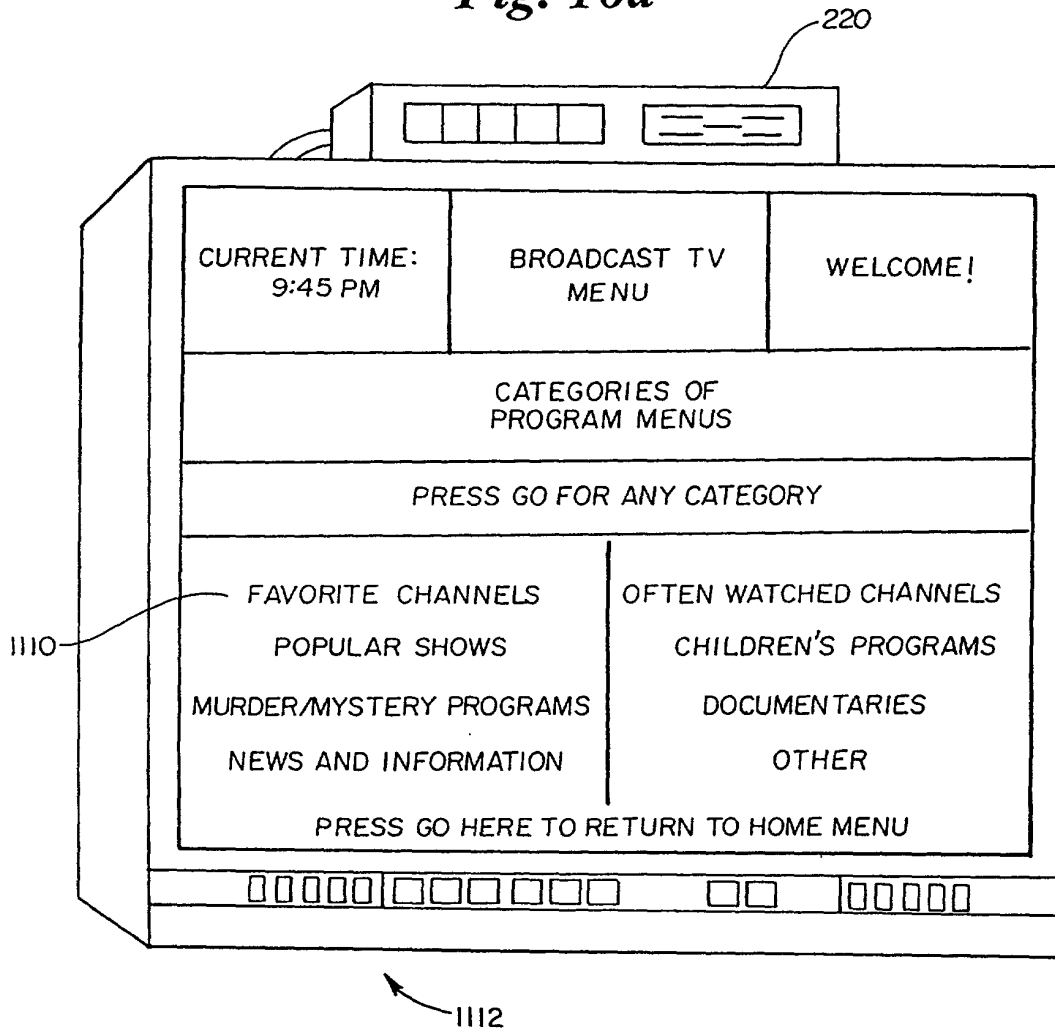 Fig. 10a
220
CURRENT TIME:
9:45 PM
BROADCAST TV
MENU
WELCOME!
CATEGORIES OF
PROGRAM MENUS
PRESS GO FOR ANY CATEGORY
FAVORITE CHANNELS
OFTEN WATCHED CHANNELS
1110
POPULAR SHOWS
CHILDREN'S PROGRAMS
MURDER/MYSTERY PROGRAMS
DOCUMENTARIES
NEWS AND INFORMATION
OTHER
PRESS GO HERE TO RETURN TO HOME MENU
1112